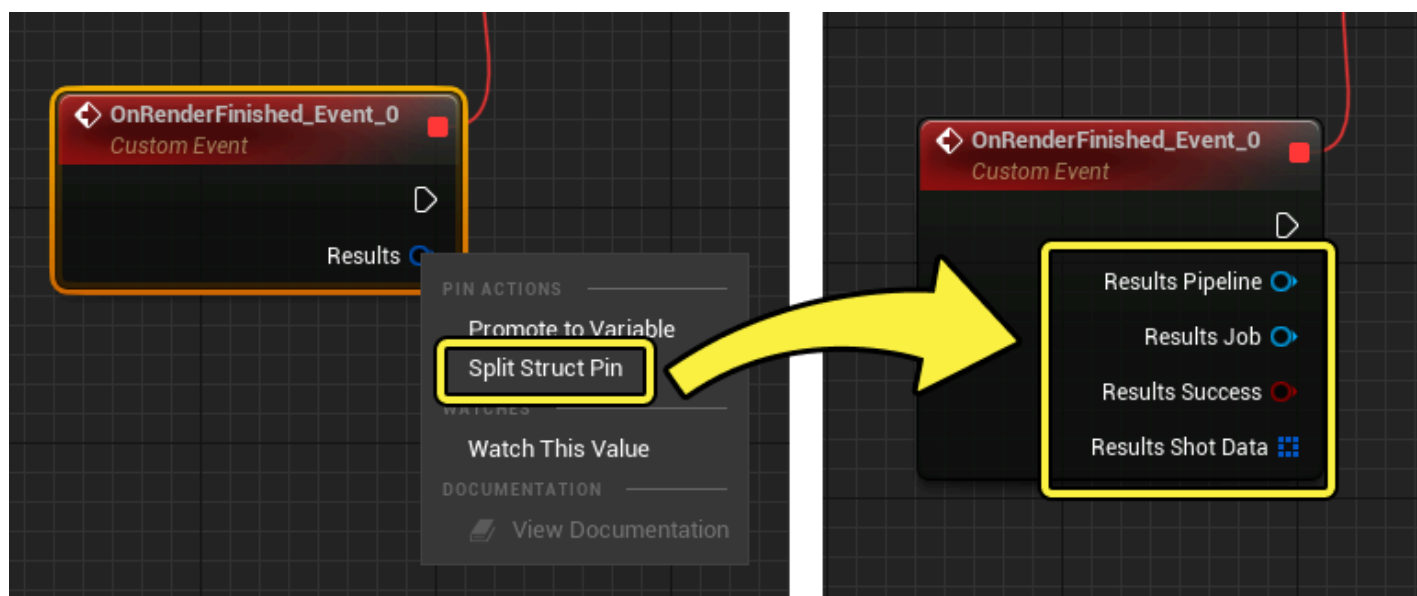 OnRenderFinished_Event_0
Custom Event
Results
PIN ACTIONS
Promote to Variable
Split Struct Pin
WATCHES
Watch This Value
DOCUMENTATION
View Documentation
OnRenderFinished_Event_0
Custom Event
Results Pipeline
Results Job
Results Success
Results Shot Data